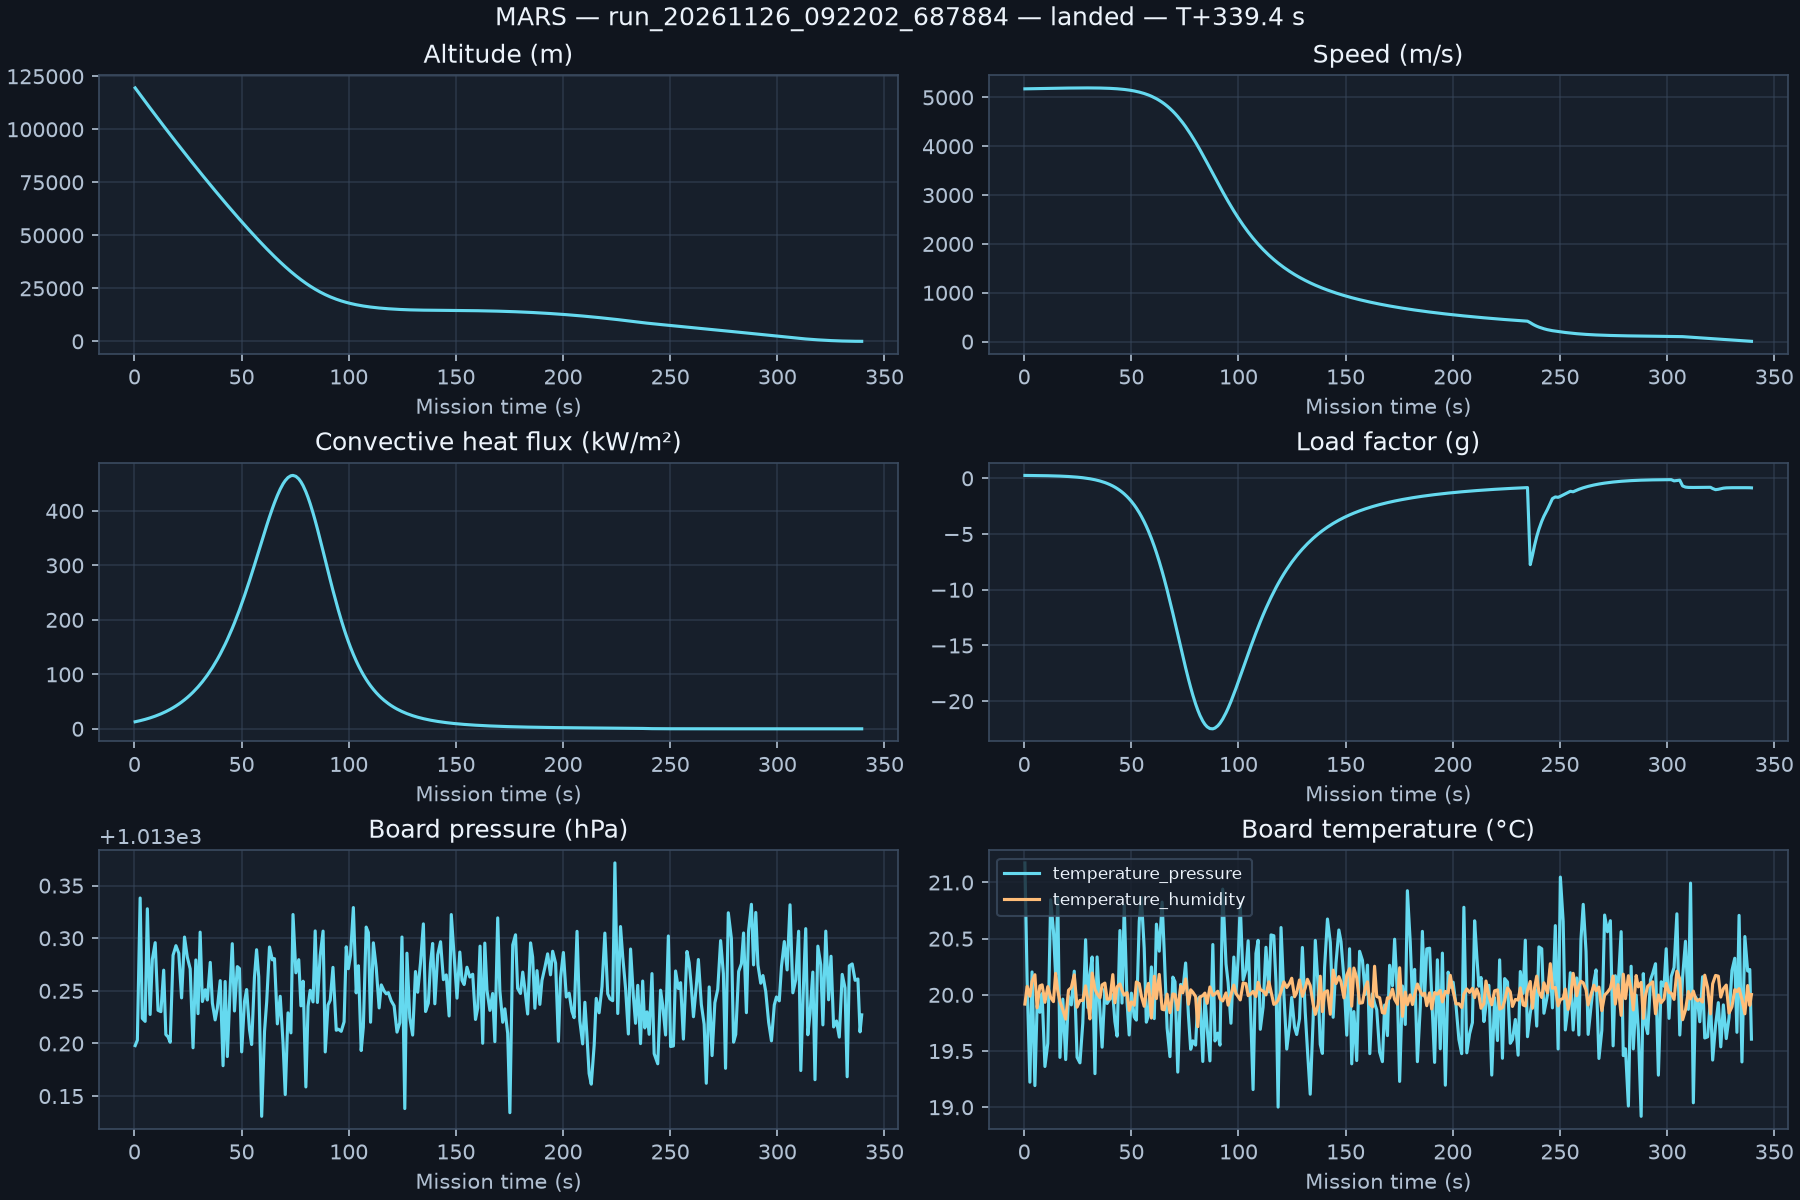 MARS — run_20261126_092202_687884 — landed — T+339.4 s
Altitude (m)
125000
100000
75000
50000
25000
0
0 50 100 150 200 250 300 350
Mission time (s)
Speed (m/s)
5000
4000
3000
2000
1000
0
0 50 100 150 200 250 300 350
Mission time (s)
Convective heat flux (kW/m²)
400
300
200
100
0
0 50 100 150 200 250 300 350
Mission time (s)
Load factor (g)
0
−5
−10
−15
−20
0 50 100 150 200 250 300 350
Mission time (s)
Board pressure (hPa)
+1.013e3
0.35
0.30
0.25
0.20
0.15
0 50 100 150 200 250 300 350
Mission time (s)
Board temperature (°C)
temperature_pressure
temperature_humidity
21.0
20.5
20.0
19.5
19.0
0 50 100 150 200 250 300 350
Mission time (s)